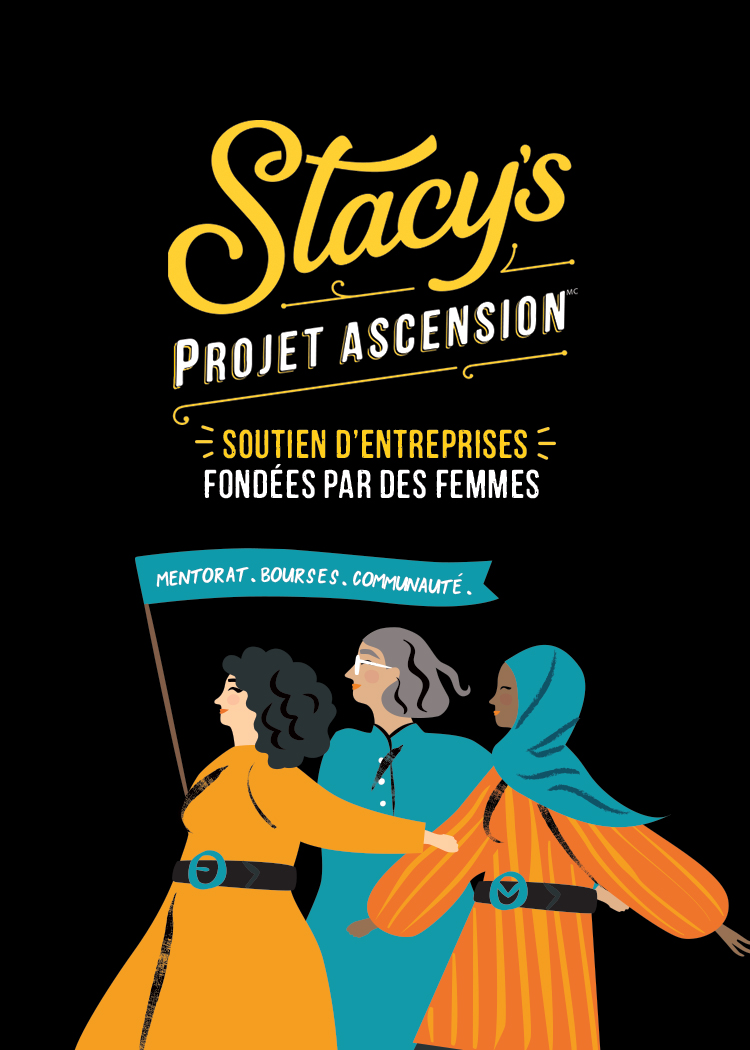 Stacy's
PROJET ASCENSION MC
SOUTIEN D'ENTREPRISES
FONDÉES PAR DES FEMMES
MENTORAT. BOURSES. COMMUNAUTÉ.